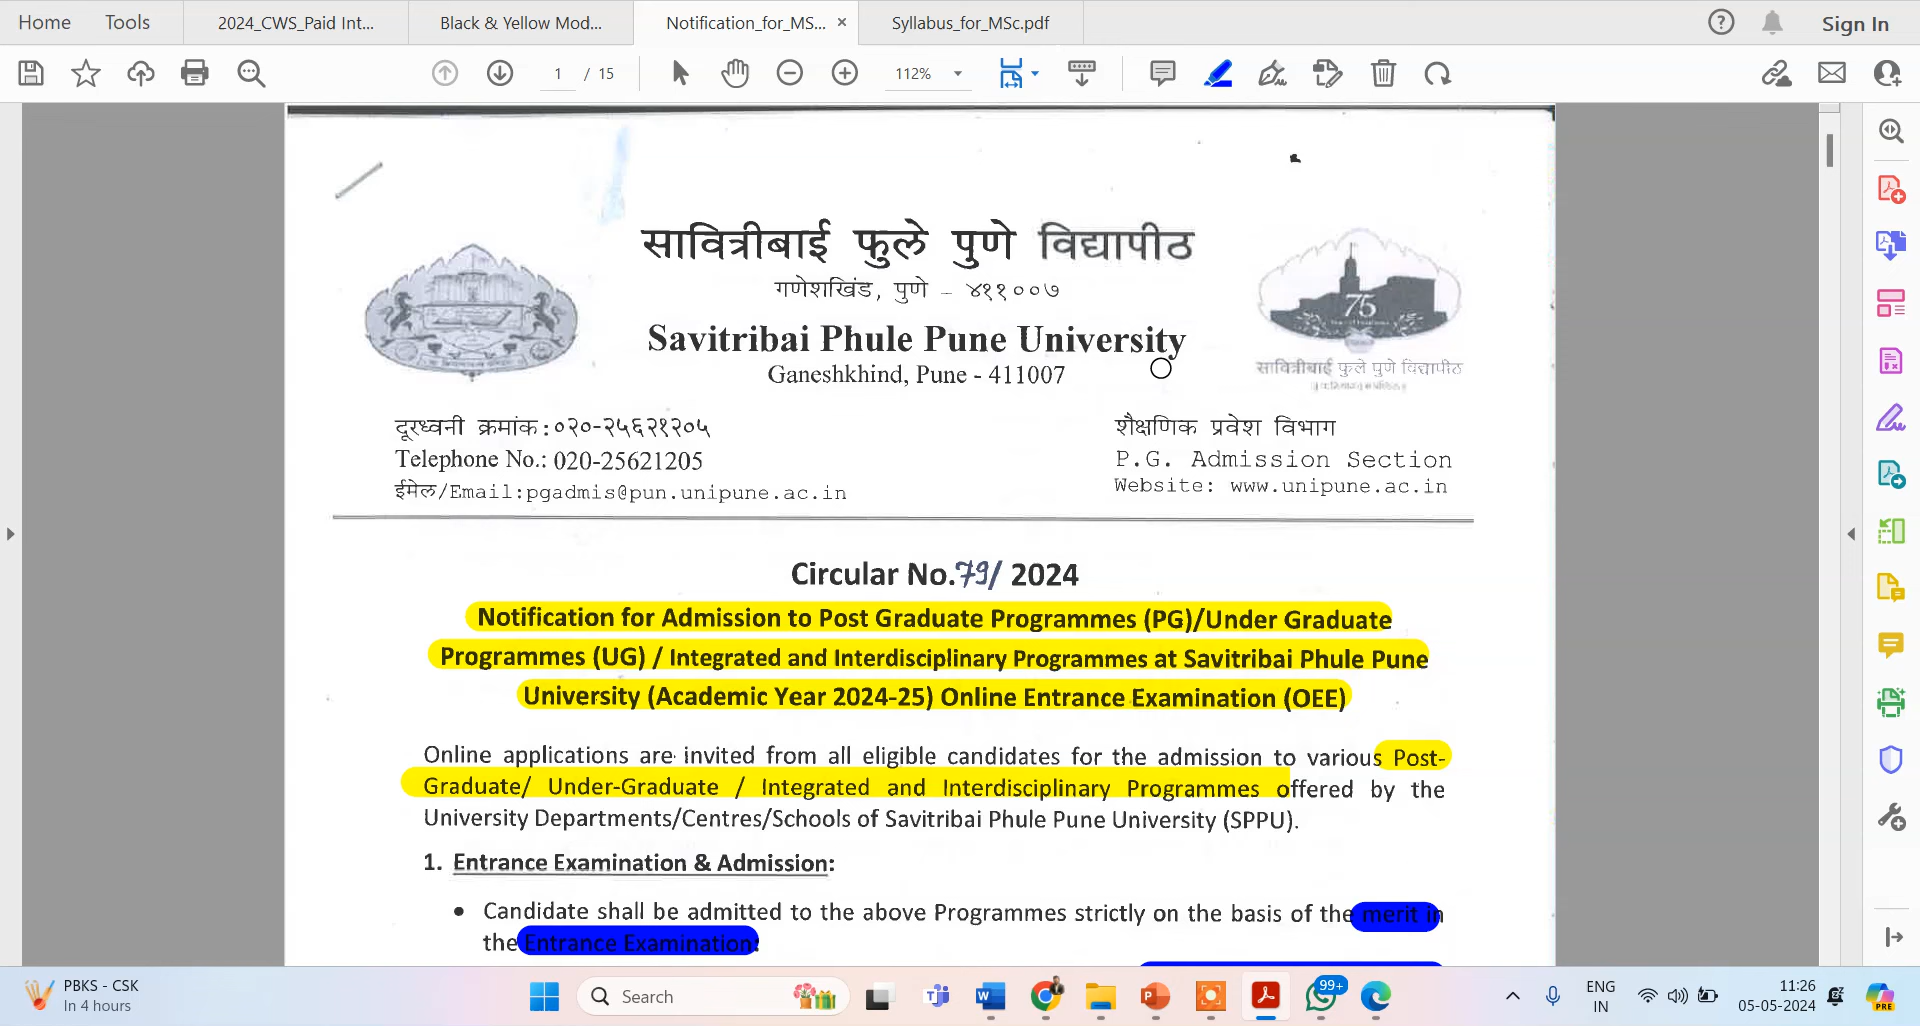 Home Tools 2024_CWS_Paid Int... Black & Yellow Mod... Notification_for_MS... × Syllabus_for_MSc.pdf Sign In
1 / 15 112%
सावित्रीबाई फुले पुणे विद्यापीठ
गणेशखिंड, पुणे – ४११००७
75
Savitribai Phule Pune University
Ganeshkhind, Pune - 411007
सावित्रीबाई फुले पुणे विद्यापीठ
दूरध्वनी क्रमांक : ०२०-२५६२१२०५
शैक्षणिक प्रवेश विभाग
Telephone No.: 020-25621205
P.G. Admission Section
ईमेल/Email:pgadmis@pun.unipune.ac.in
Website: www.unipune.ac.in
Circular No.79/ 2024
Notification for Admission to Post Graduate Programmes (PG)/Under Graduate
Programmes (UG) / Integrated and Interdisciplinary Programmes at Savitribai Phule Pune
University (Academic Year 2024-25) Online Entrance Examination (OEE)
Online applications are invited from all eligible candidates for the admission to various Post-
Graduate/ Under-Graduate / Integrated and Interdisciplinary Programmes offered by the
University Departments/Centres/Schools of Savitribai Phule Pune University (SPPU).
1. Entrance Examination & Admission:
• Candidate shall be admitted to the above Programmes strictly on the basis of the merit in
the Entrance Examination.
PBKS - CSK
In 4 hours
Search
99+
PRE
ENG
IN
11:26
05-05-2024